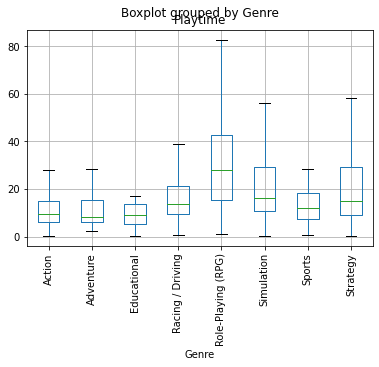 Boxplot grouped by Genre
Playtime
80
60
40
20
0
Action
Adventure
Educational
Racing / Driving
Role-Playing (RPG)
Simulation
Sports
Strategy
Genre